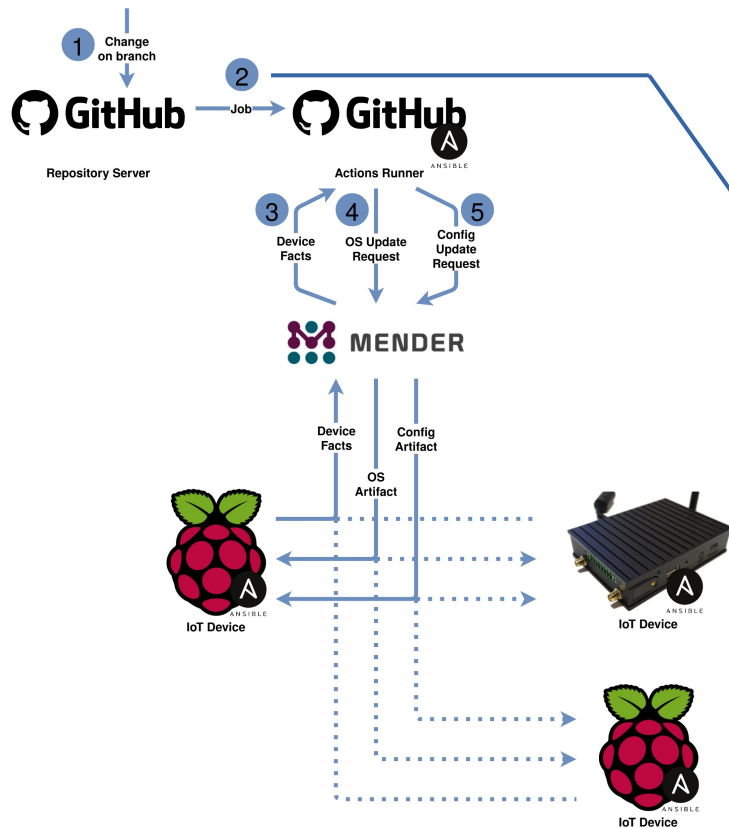 1
Change
on branch
2
GitHub
Job
GitHub
ANSIBLE
Repository Server
Actions Runner
3
4
5
Device
Facts
OS Update
Request
Config
Update
Request
MENDER
Device
Facts
Config
Artifact
OS
Artifact
ANSIBLE
IoT Device
ANSIBLE
IoT Device
ANSIBLE
IoT Device